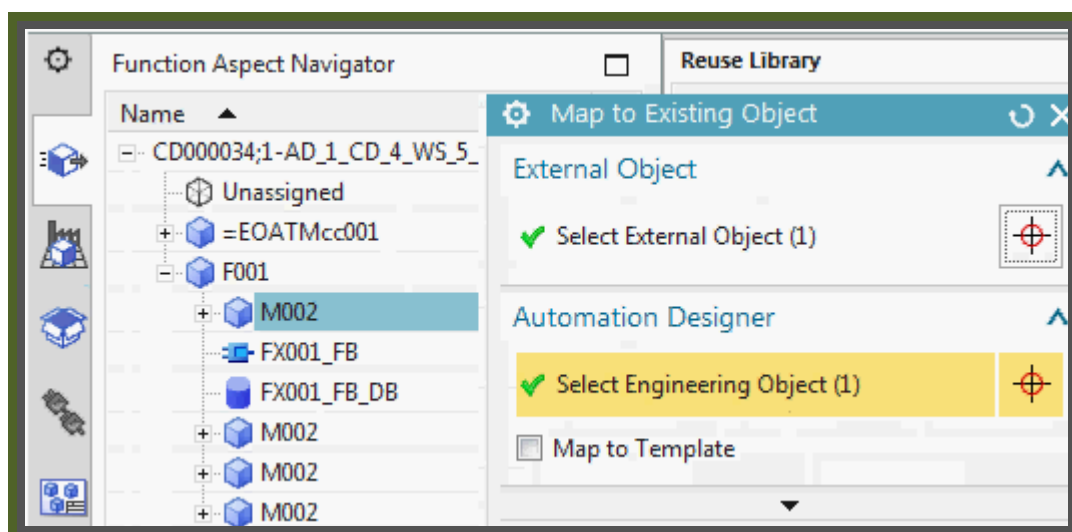 Function Aspect Navigator
Name
CD000034;1-AD_1_CD_4_WS_5_
Unassigned
=EOATMcc001
F001
M002
FX001_FB
FX001_FB_DB
M002
M002
M002
Reuse Library
Map to Existing Object
External Object
Select External Object (1)
Automation Designer
Select Engineering Object (1)
Map to Template